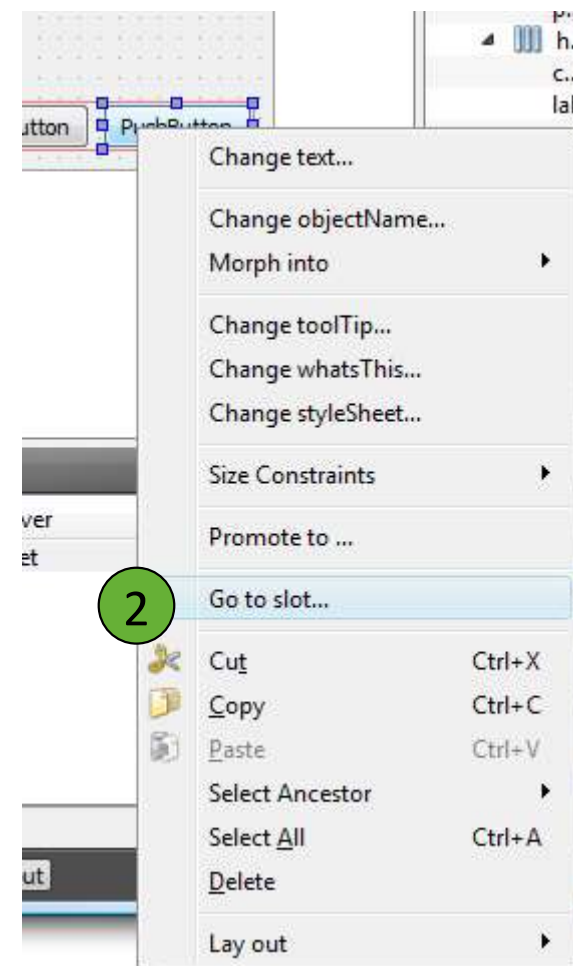 h.
c..
utton PushButton
Change text...
Change objectName...
Morph into
Change toolTip...
Change whatsThis...
Change styleSheet...
Size Constraints
ver
Promote to ...
et
2 Go to slot...
Cut Ctrl+X
Copy Ctrl+C
Paste Ctrl+V
Select Ancestor
Select All Ctrl+A
ut
Delete
Lay out